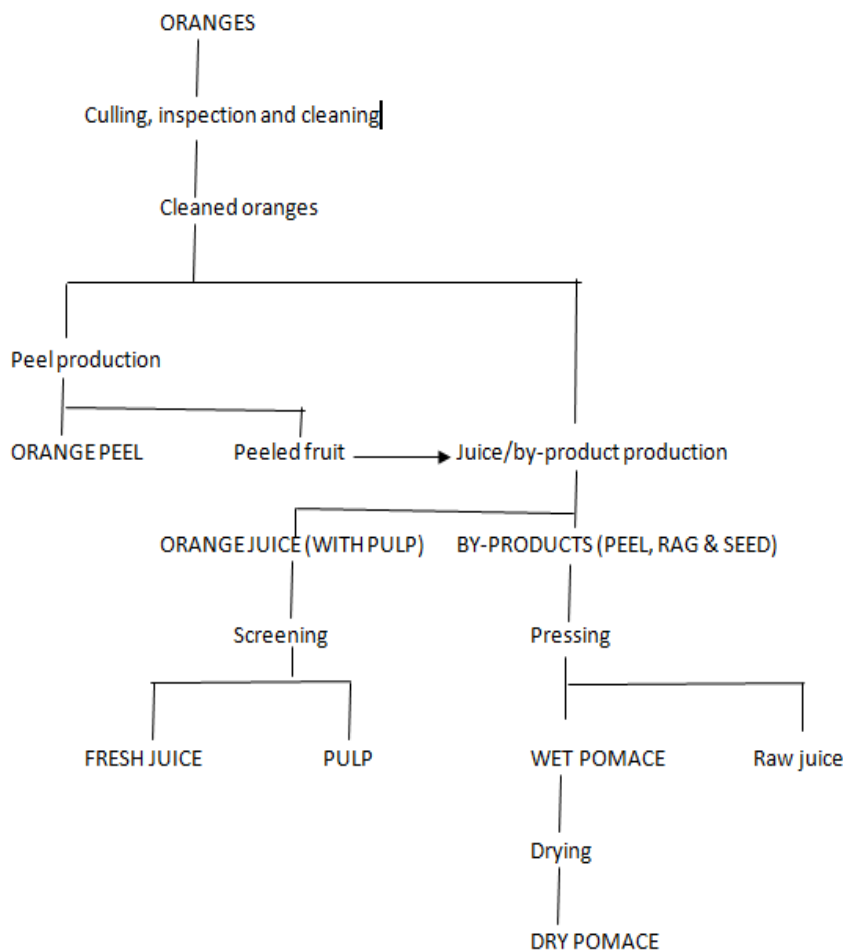 ORANGES
Culling, inspection and cleaning
Cleaned oranges
Peel production
ORANGE PEEL
Peeled fruit
Juice/by-product production
ORANGE JUICE (WITH PULP)
BY-PRODUCTS (PEEL, RAG & SEED)
Screening
Pressing
FRESH JUICE
PULP
WET POMACE
Raw juice
Drying
DRY POMACE